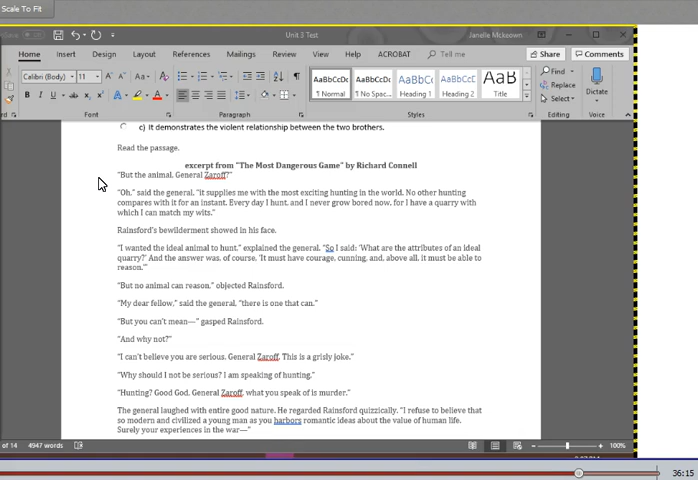 Scale To Fit
Unit 3 Test
Janelle Mckeown
Home Insert Draw Design Layout References Mailings Review View Help ACROBAT Tell me Share Comments
Calibri (Body) 11
AaBbCcDc AaBbCcDc AaBbCc AaBbCcD AaB
¶ Normal ¶ No Spac... Heading 1 Heading 2 Title
Find
Replace
Select
Dictate
Font Paragraph Styles Editing Voice
c) It demonstrates the violent relationship between the two brothers.
Read the passage.
excerpt from "The Most Dangerous Game" by Richard Connell
"But the animal, General Zaroff?"
"Oh," said the general, "it supplies me with the most exciting hunting in the world. No other hunting
compares with it for an instant. Every day I hunt, and I never grow bored now, for I have a quarry with
which I can match my wits."
Rainsford's bewilderment showed in his face.
"I wanted the ideal animal to hunt," explained the general, "So I said: 'What are the attributes of an ideal
quarry?' And the answer was, of course, 'It must have courage, cunning, and, above all, it must be able to
reason.'"
"But no animal can reason," objected Rainsford.
"My dear fellow," said the general, "there is one that can."
"But you can't mean—" gasped Rainsford.
"And why not?"
"I can't believe you are serious, General Zaroff. This is a grisly joke."
"Why should I not be serious? I am speaking of hunting."
"Hunting? Good God, General Zaroff, what you speak of is murder."
The general laughed with entire good nature. He regarded Rainsford quizzically. "I refuse to believe that
so modern and civilized a young man as you harbors romantic ideas about the value of human life.
Surely your experiences in the war—"
of 14 4947 words
100%
36:15